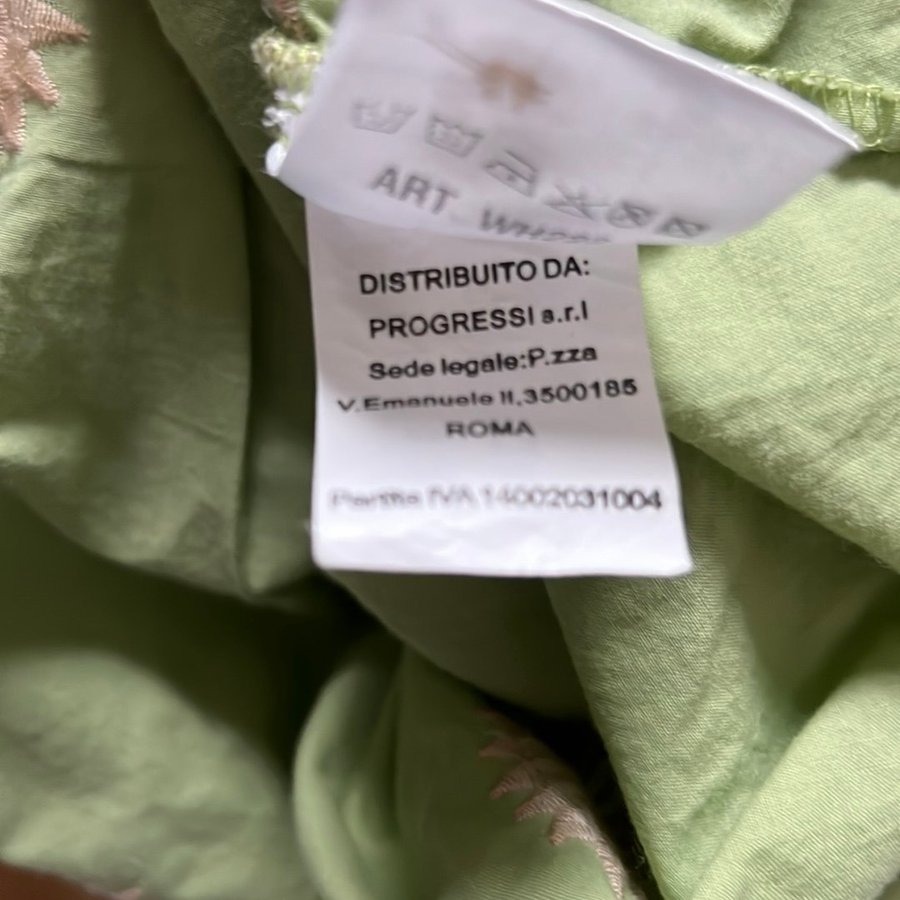 ART.
DISTRIBUITO DA:
PROGRESSI s.r.l
Sede legale:P.zza
V.Emanuele II,3500185
ROMA
Partita IVA 14002031004